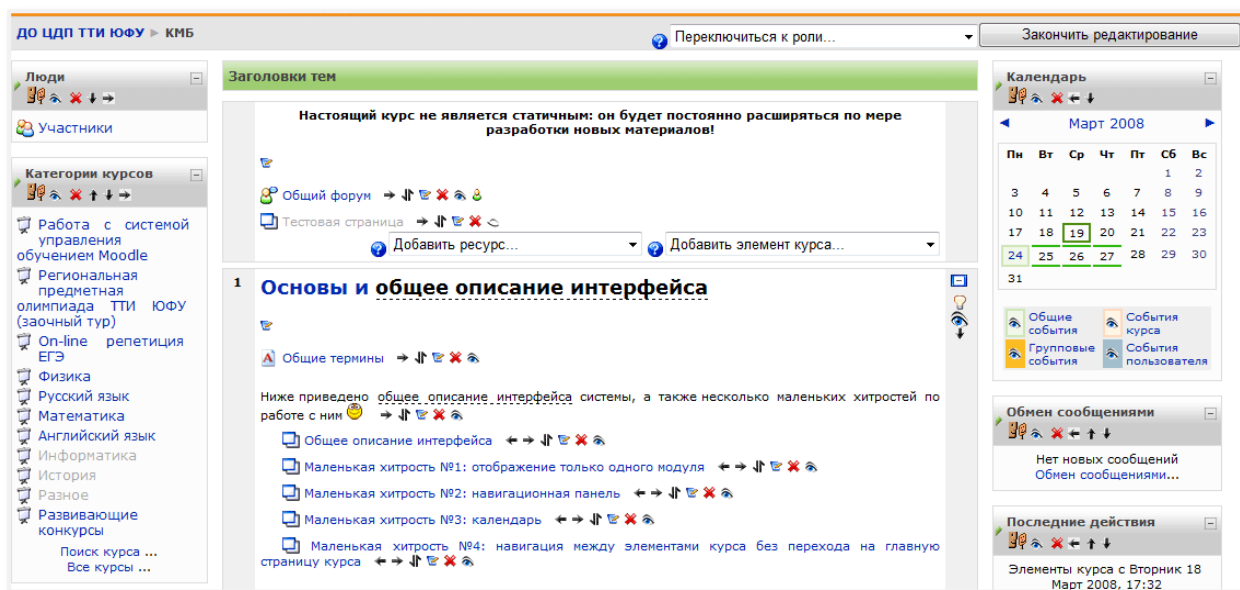 ДО ЦДП ТТИ ЮФУ ► КМБ
Переключиться к роли...
Закончить редактирование
Люди
Участники
Категории курсов
Работа с системой
управления
обучением Moodle
Региональная
предметная
олимпиада ТТИ ЮФУ
(заочный тур)
On-line репетиция
ЕГЭ
Физика
Русский язык
Математика
Английский язык
Информатика
История
Разное
Развивающие
конкурсы
Поиск курса ...
Все курсы ...
Заголовки тем
Настоящий курс не является статичным: он будет постоянно расширяться по мере
разработки новых материалов!
Общий форум
Тестовая страница
Добавить ресурс...
Добавить элемент курса...
1 Основы и общее описание интерфейса
Общие термины
Ниже приведено общее описание интерфейса системы, а также несколько маленьких хитростей по
работе с ним
Общее описание интерфейса
Маленькая хитрость №1: отображение только одного модуля
Маленькая хитрость №2: навигационная панель
Маленькая хитрость №3: календарь
Маленькая хитрость №4: навигация между элементами курса без перехода на главную
страницу курса
Календарь
Март 2008
Пн Вт Ср Чт Пт Сб Вс
1 2
3 4 5 6 7 8 9
10 11 12 13 14 15 16
17 18 19 20 21 22 23
24 25 26 27 28 29 30
31
Общие
события
События
курса
Групповые
события
События
пользователя
Обмен сообщениями
Нет новых сообщений
Обмен сообщениями...
Последние действия
Элементы курса с Вторник 18
Март 2008, 17:32